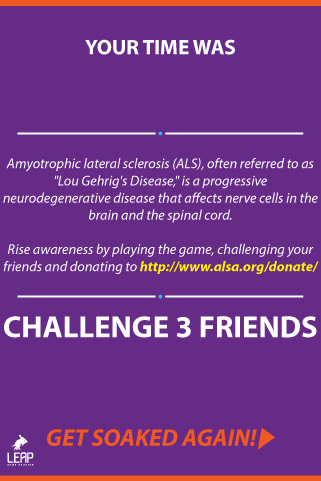 YOUR TIME WAS
Amyotrophic lateral sclerosis (ALS), often referred to as
"Lou Gehrig's Disease," is a progressive
neurodegenerative disease that affects nerve cells in the
brain and the spinal cord.
Rise awareness by playing the game, challenging your
friends and donating to http://www.alsa.org/donate/
CHALLENGE 3 FRIENDS
GET SOAKED AGAIN!
LEAP